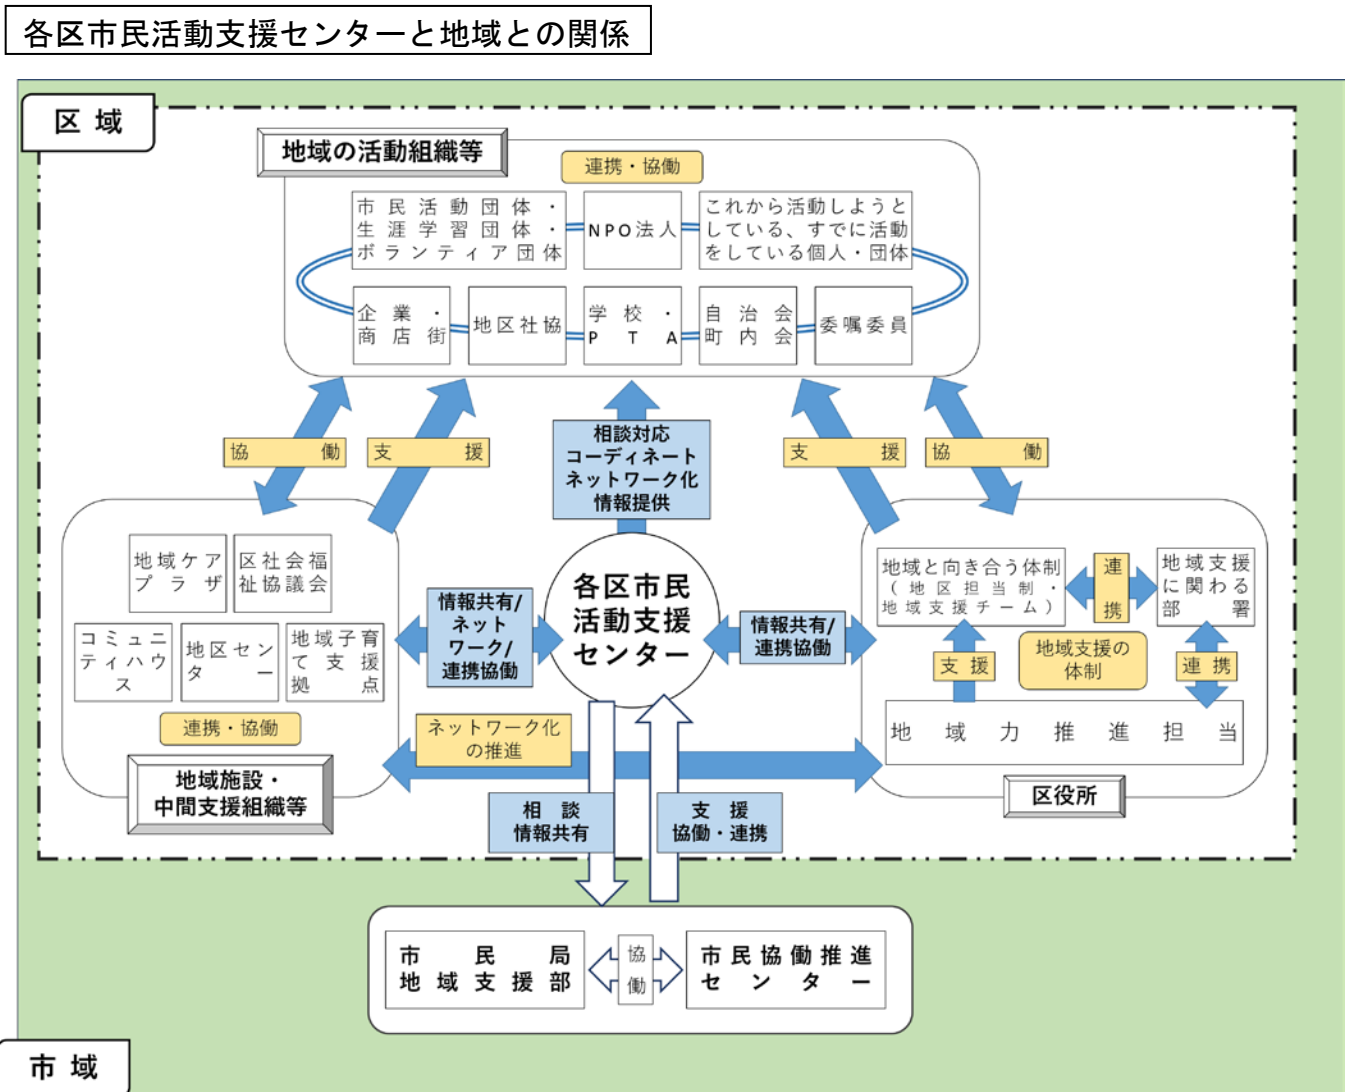 各区市民活動支援センターと地域との関係
区域
地域の活動組織等
連携・協働
市民活動団体・
生涯学習団体・
ボランティア団体
NPO法人
これから活動しようと
している、すでに活動
をしている個人・団体
企業・
商店街
地区社協
学校・
PTA
自治会
町内会
委嘱委員
協働
支援
相談対応
コーディネート
ネットワーク化
情報提供
支援
協働
地域ケア
プラザ
区社会福
祉協議会
コミュニ
ティハウ
ス
地区セン
ター
地域子育
て支援
拠点
連携・協働
地域施設・
中間支援組織等
情報共有/
ネット
ワーク/
連携協働
各区市民
活動支援
センター
情報共有/
連携協働
地域と向き合う体制
(地区担当制・
地域支援チーム)
連
携
地域支援
に関わる
部署
支援
地域支援の
体制
連携
地域力推進担当
区役所
ネットワーク化
の推進
相談
情報共有
支援
協働・連携
市民局
地域支援部
協
働
市民協働推進
センター
市域